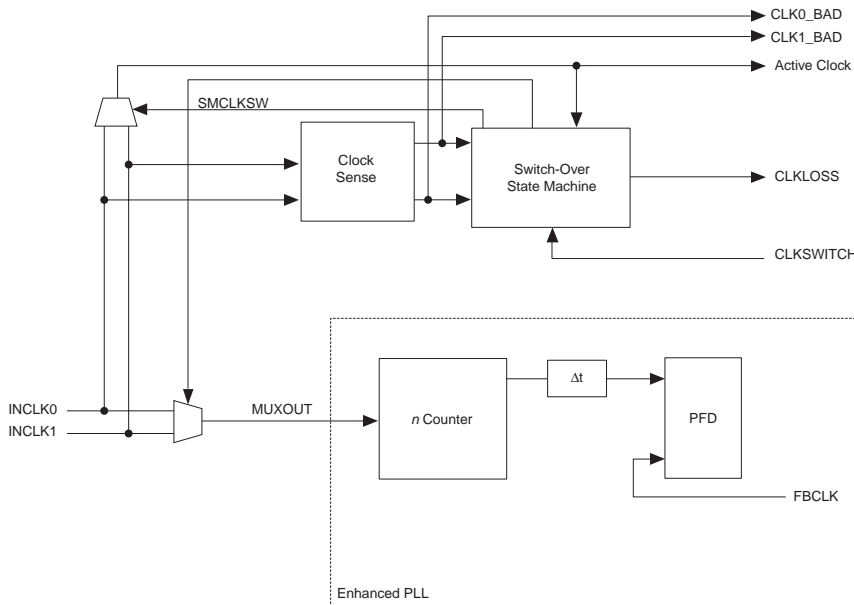 CLK0_BAD
CLK1_BAD
Active Clock
SMCLKSW
Clock
Sense
Switch-Over
State Machine
CLKLOSS
CLKSWITCH
Δt
INCLK0
MUXOUT
n Counter
PFD
INCLK1
FBCLK
Enhanced PLL